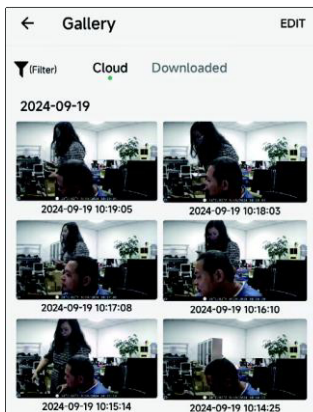 ← Gallery EDIT
(Filter) Cloud Downloaded
2024-09-19
2024-09-19 10:19:05 2024-09-19 10:18:03
2024-09-19 10:17:08 2024-09-19 10:16:10
2024-09-19 10:15:14 2024-09-19 10:14:25